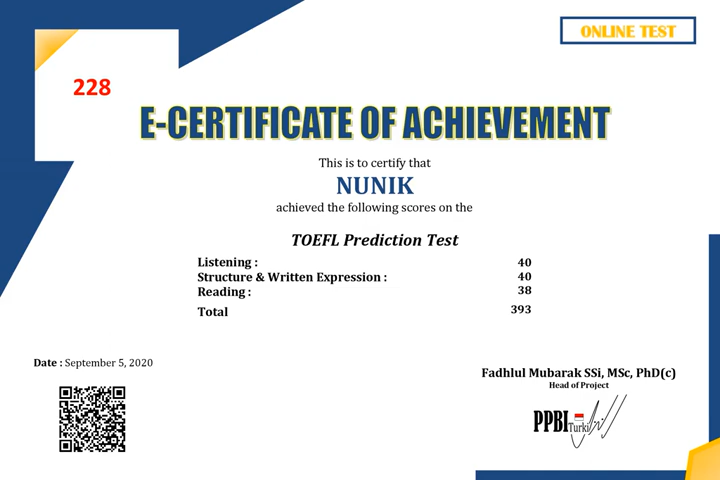 ONLINE TEST
228
E-CERTIFICATE OF ACHIEVEMENT
This is to certify that
NUNIK
achieved the following scores on the
TOEFL Prediction Test
Listening : 40
Structure & Written Expression : 40
Reading : 38
Total 393
Date : September 5, 2020
Fadhlul Mubarak SSi, MSc, PhD(c)
Head of Project
PPBI Turki